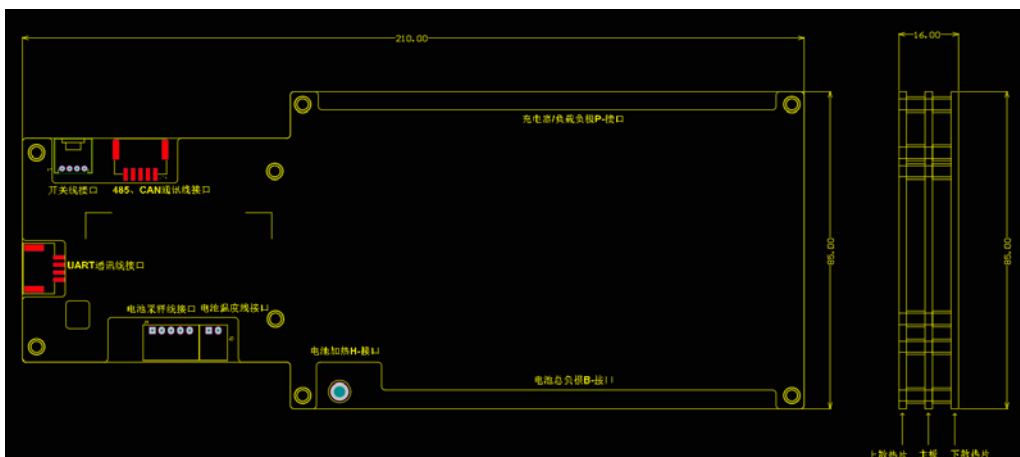 210.00
16.00
充电器/负载负极P-接口
开关线接口
485、CAN通讯线接口
85.00
85.00
UART通讯线接口
电池采样线接口
电池温度线接口
电池加热H-接口
电池总负极B-接口
上散热片
主板
下散热片